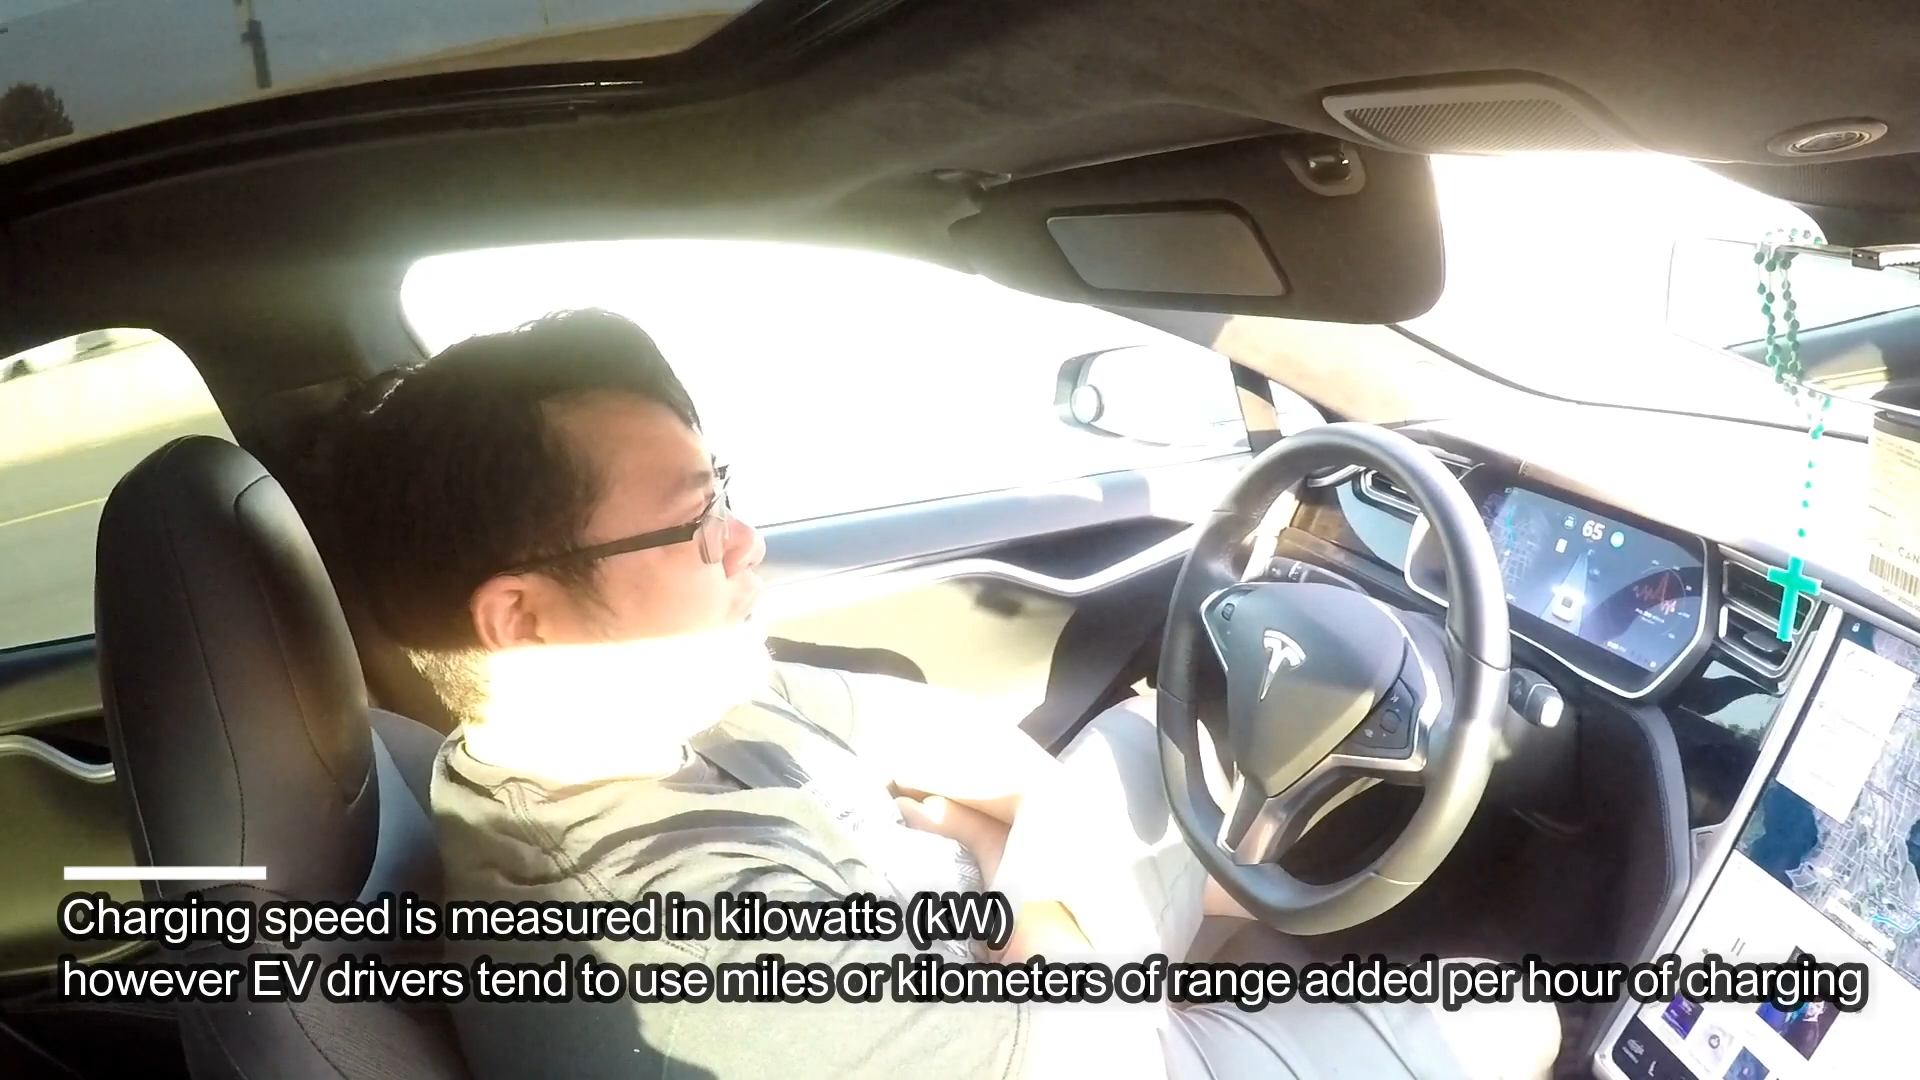 65
Charging speed is measured in kilowatts (kW)
however EV drivers tend to use miles or kilometers of range added per hour of charging